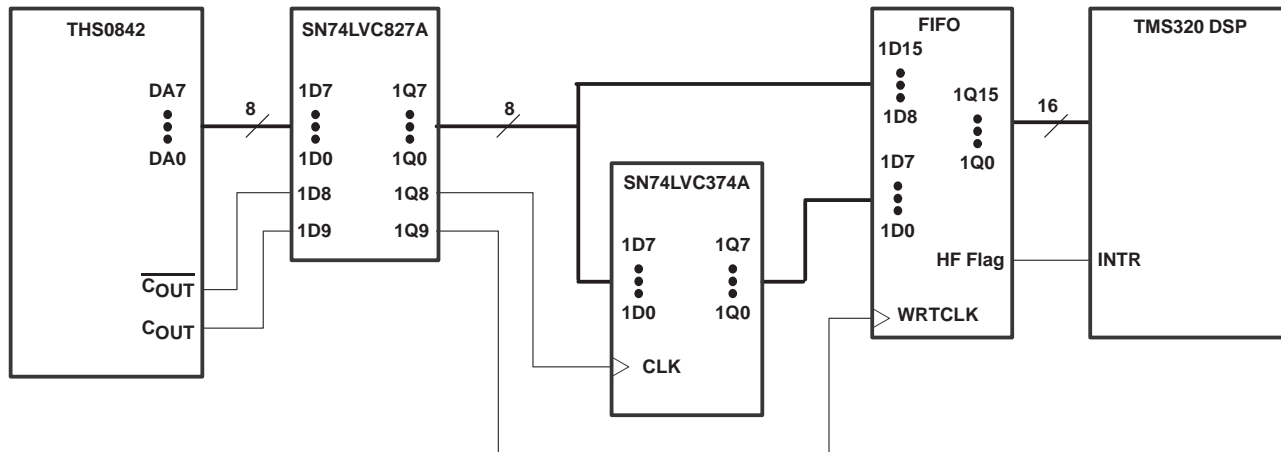 THS0842
DA7
DA0
C̅O̅U̅T̅
COUT
8
SN74LVC827A
1D7
1D0
1D8
1D9
1Q7
1Q0
1Q8
1Q9
8
SN74LVC374A
1D7
1D0
1Q7
1Q0
CLK
FIFO
1D15
1D8
1D7
1D0
1Q15
1Q0
HF Flag
WRTCLK
16
TMS320 DSP
INTR